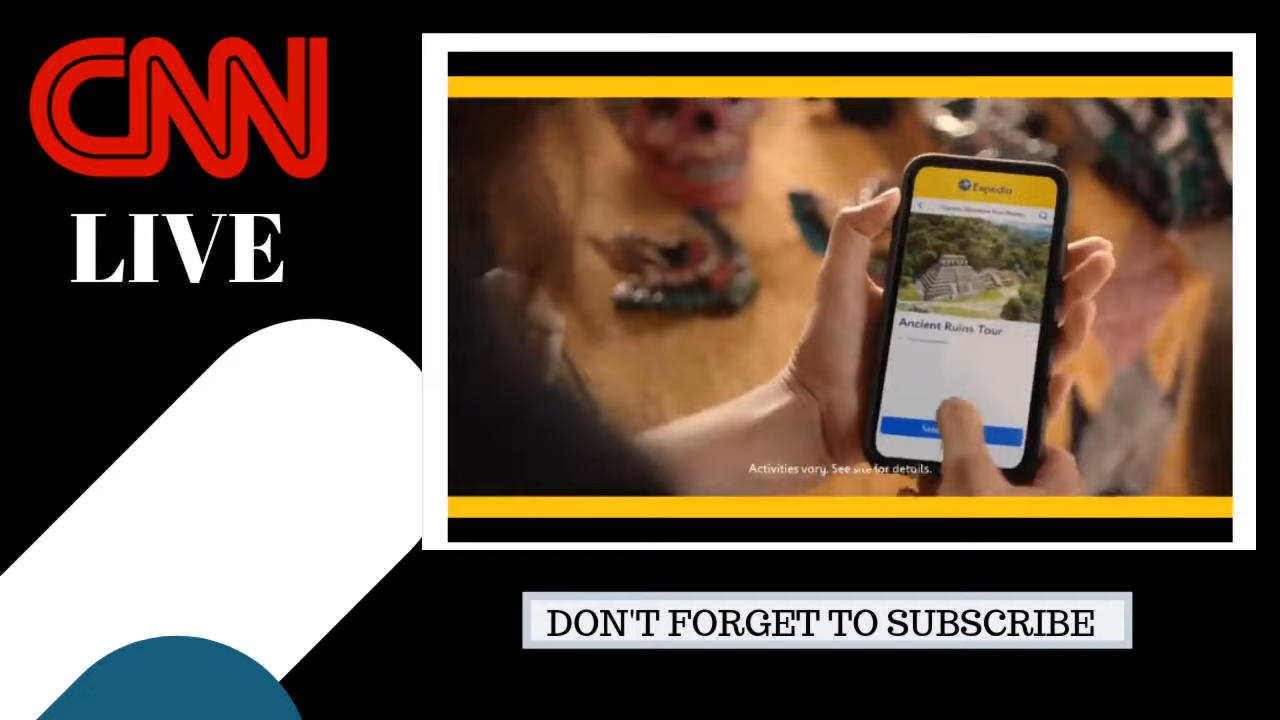 CNN
LIVE
Expedia
Ancient Ruins Tour
Activities vary. See site for details.
DON'T FORGET TO SUBSCRIBE